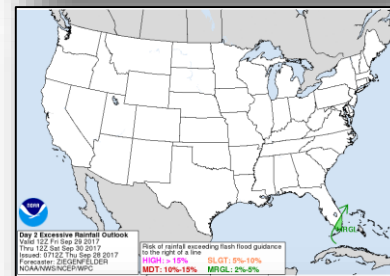 NOAA
MRGL
Day 2 Excessive Rainfall Outlook
Valid 12Z Fri Sep 29 2017
Thru 12Z Sat Sep 30 2017
Issued: 0712Z Thu Sep 28 2017
Forecaster: ZIEGENFELDER
NOAA/NWS/NCEP/WPC
Risk of rainfall exceeding flash flood guidance
to the right of a line
HIGH: > 15% SLGT: 5%-10%
MDT: 10%-15% MRGL: 2%-5%